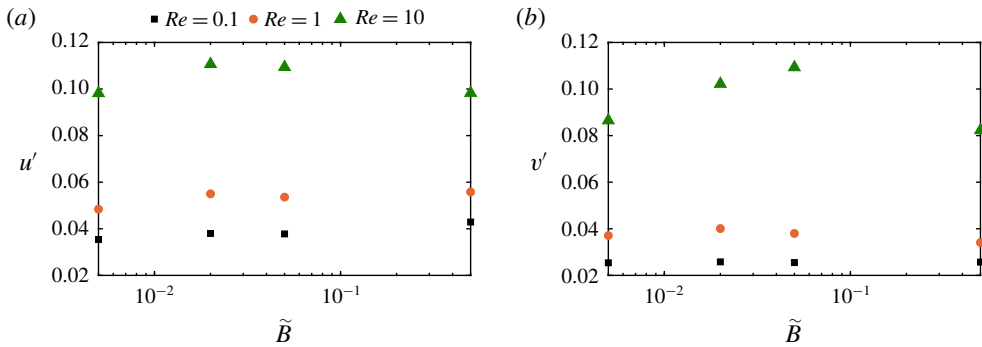 (a) ■ Re = 0.1 ● Re = 1 ▲ Re = 10 (b)
0.12 0.12
0.10 0.10
0.08 0.08
u′ v′
0.06 0.06
0.04 0.04
0.02 0.02
10⁻² 10⁻¹ 10⁻² 10⁻¹
B̃ B̃